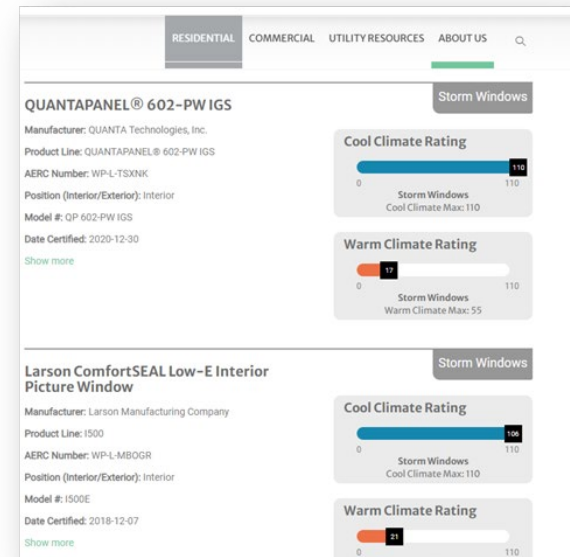 RESIDENTIAL COMMERCIAL UTILITY RESOURCES ABOUT US
QUANTAPANEL® 602-PW IGS
Storm Windows
Manufacturer: QUANTA Technologies, Inc.
Product Line: QUANTAPANEL® 602-PW IGS
AERC Number: WP-L-TSXNK
Position (Interior/Exterior): Interior
Model #: QP 602-PW IGS
Date Certified: 2020-12-30
Show more
Cool Climate Rating
110
0 110
Storm Windows
Cool Climate Max: 110
Warm Climate Rating
17
0 110
Storm Windows
Warm Climate Max: 55
Larson ComfortSEAL Low-E Interior
Picture Window
Storm Windows
Manufacturer: Larson Manufacturing Company
Product Line: I500
AERC Number: WP-L-MBOGR
Position (Interior/Exterior): Interior
Model #: I500E
Date Certified: 2018-12-07
Show more
Cool Climate Rating
106
0 110
Storm Windows
Cool Climate Max: 110
Warm Climate Rating
21
0 110